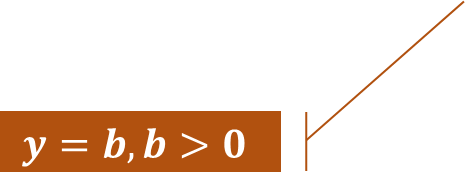 y = b, b > 0